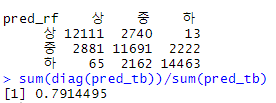 pred_rf 상 중 하
상 12111 2740 13
중 2881 11691 2222
하 65 2162 14463
> sum(diag(pred_tb))/sum(pred_tb)
[1] 0.7914495